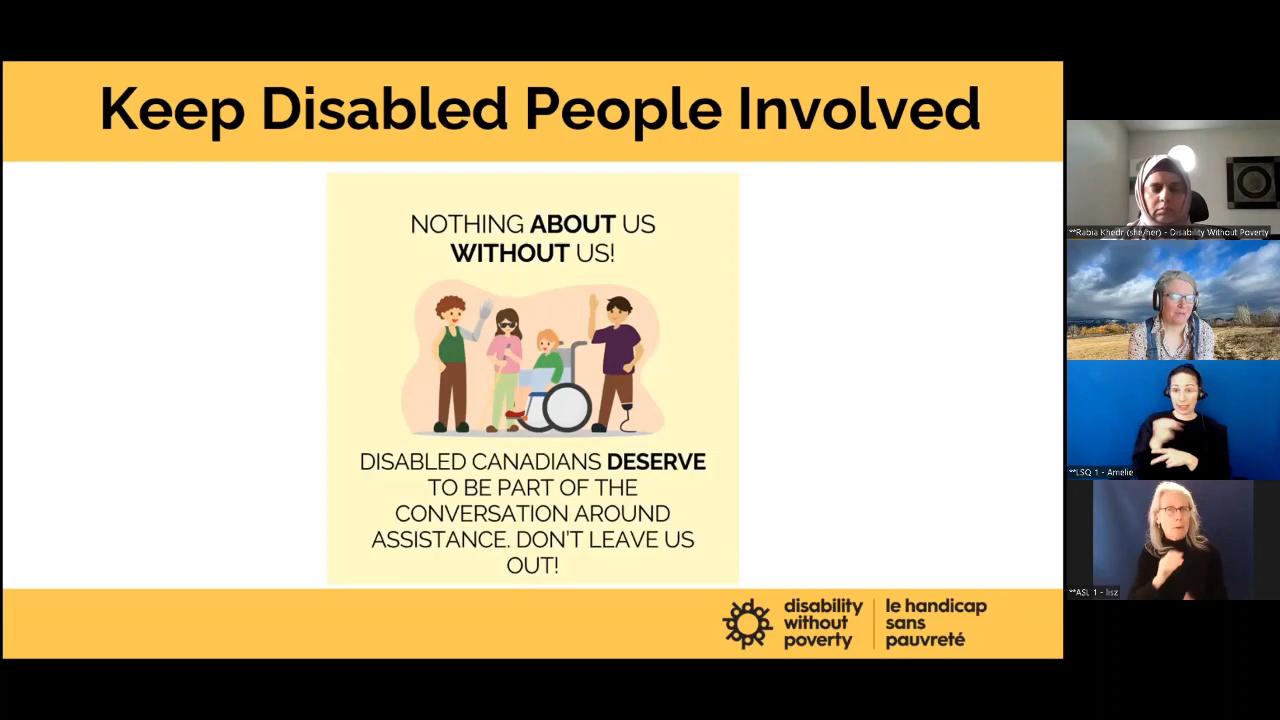 Keep Disabled People Involved
NOTHING ABOUT US
WITHOUT US!
DISABLED CANADIANS DESERVE
TO BE PART OF THE
CONVERSATION AROUND
ASSISTANCE. DON'T LEAVE US
OUT!
disability
without
poverty
le handicap
sans
pauvreté
**Rabia Khedr (she/her) - Disability Without Poverty
**LSQ 1 - Amelie
**ASL 1 - lisz